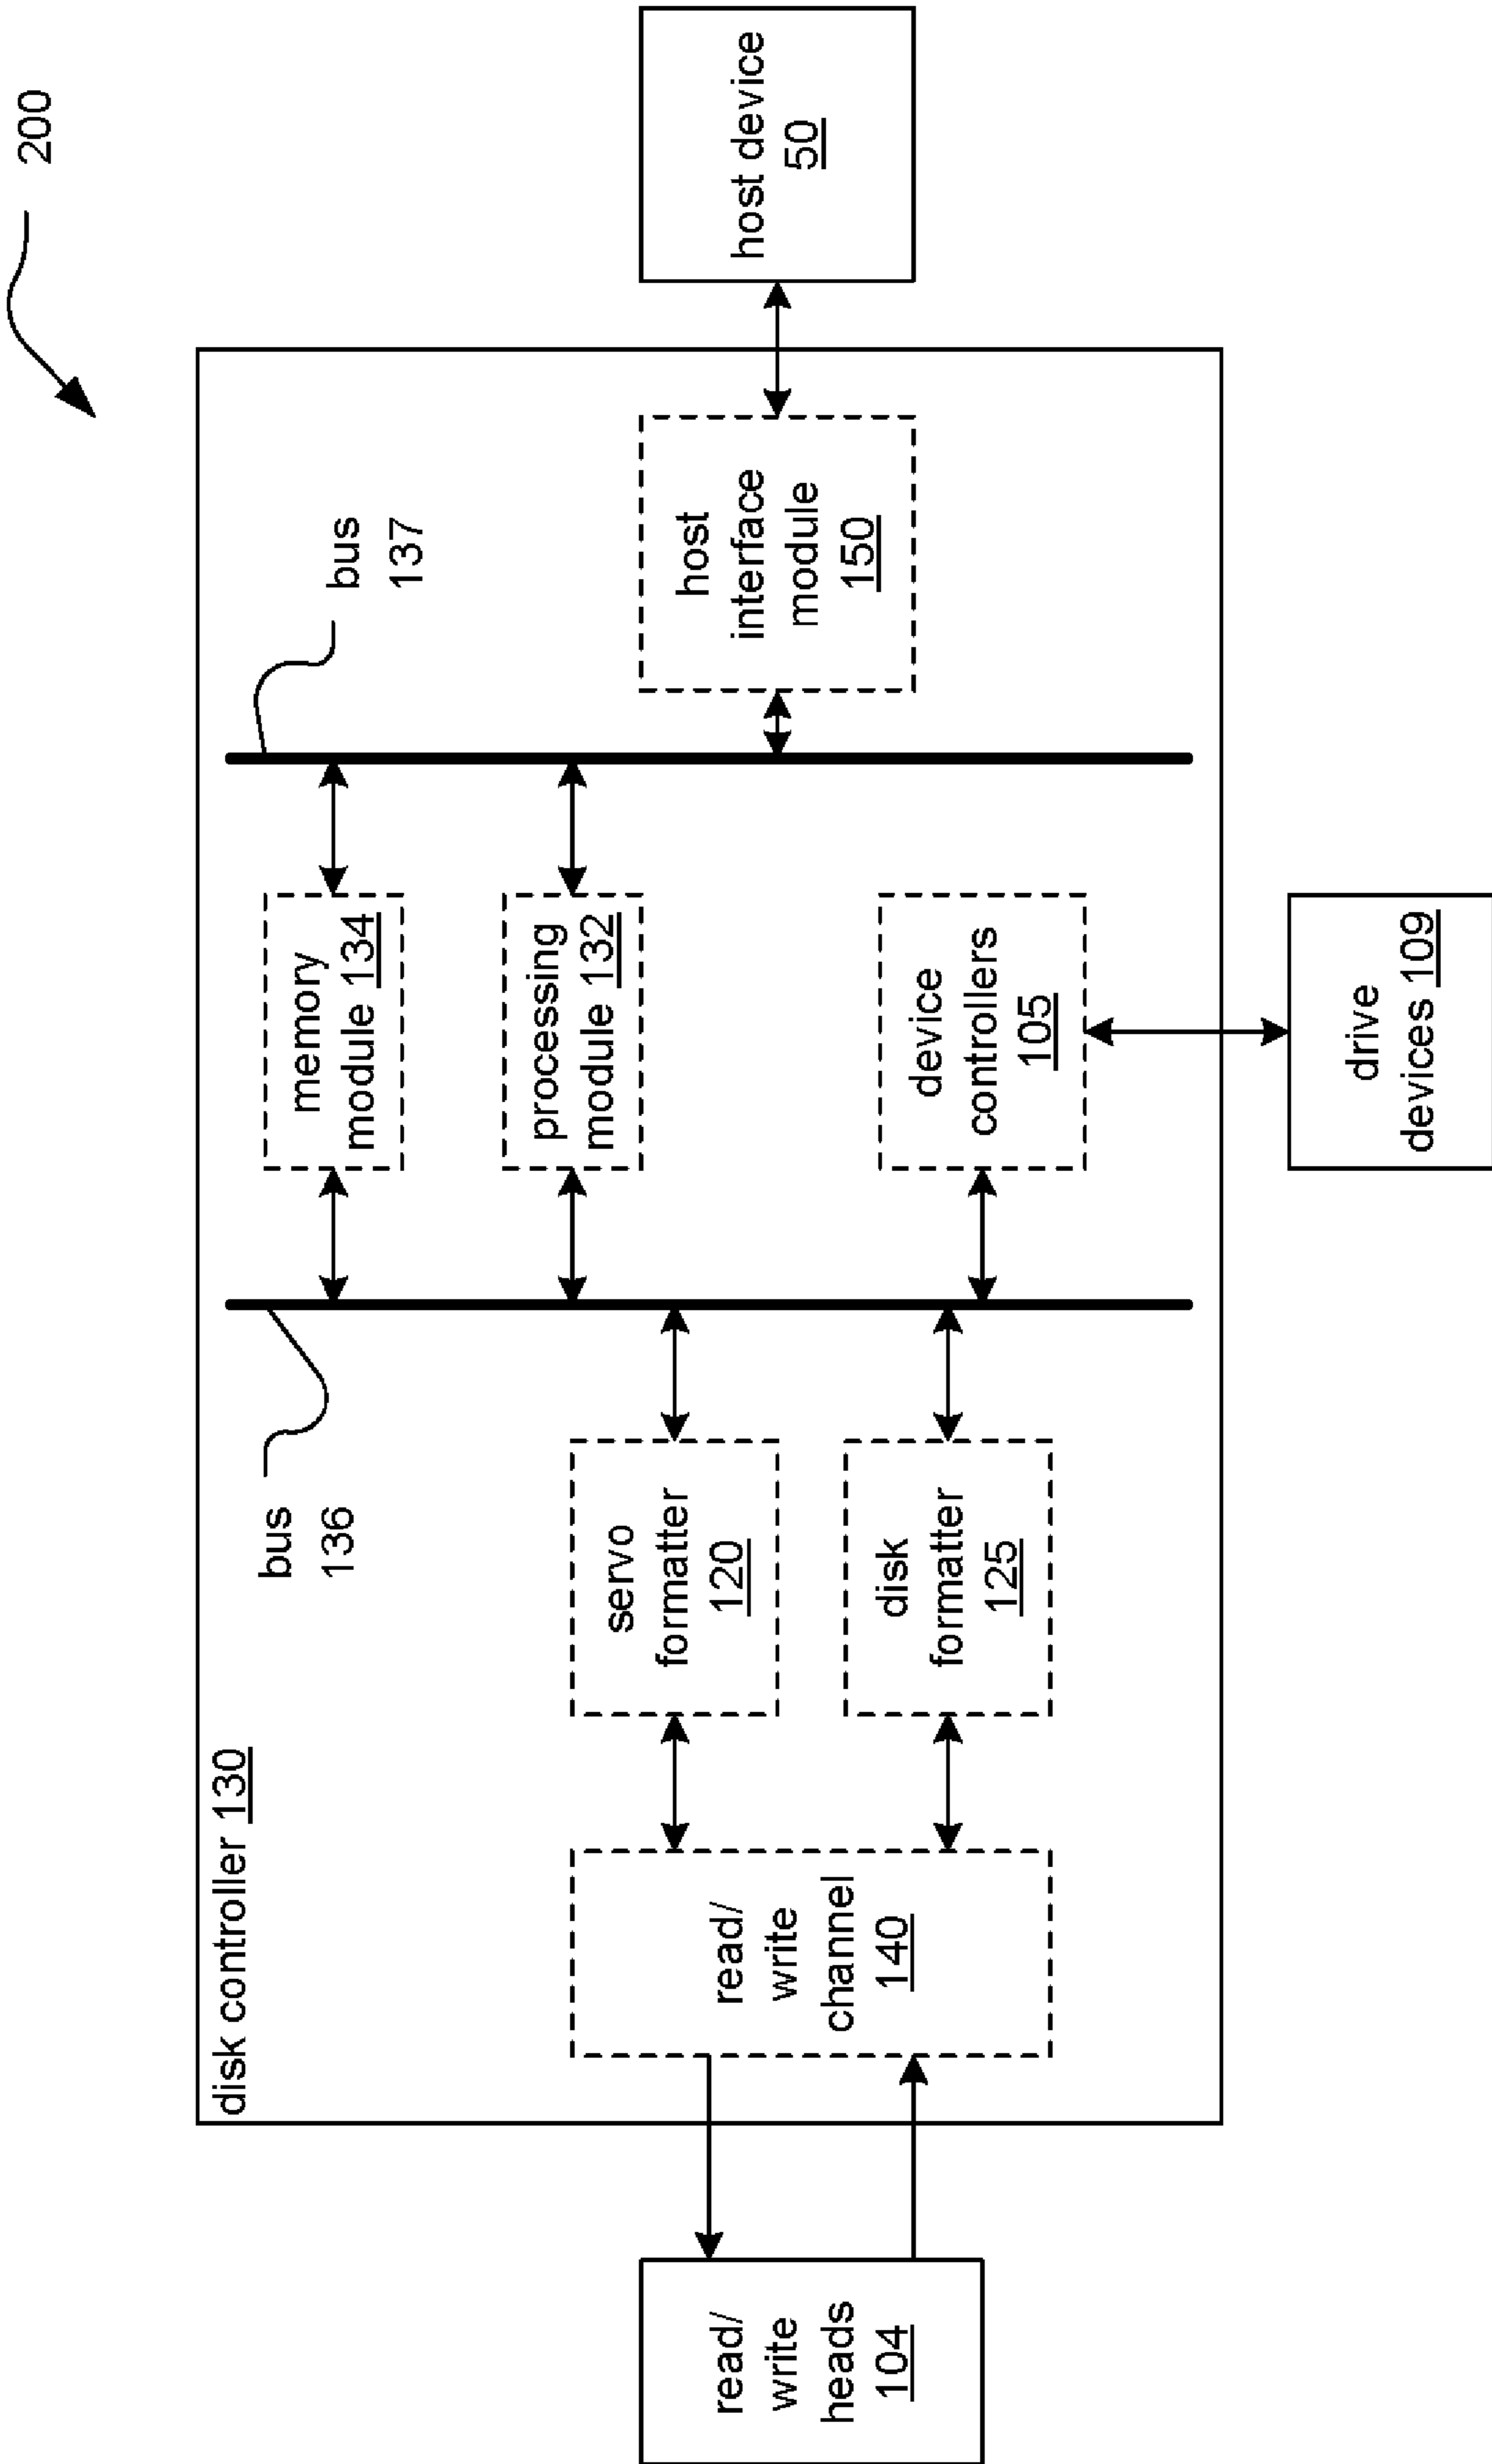 200
disk controller 130
bus
136
bus
137
memory
module 134
processing
module 132
servo
formatter
120
read/
write
heads
104
read/
write
channel
140
disk
formatter
125
device
controllers
105
host
interface
module
150
host device
50
drive
devices 109